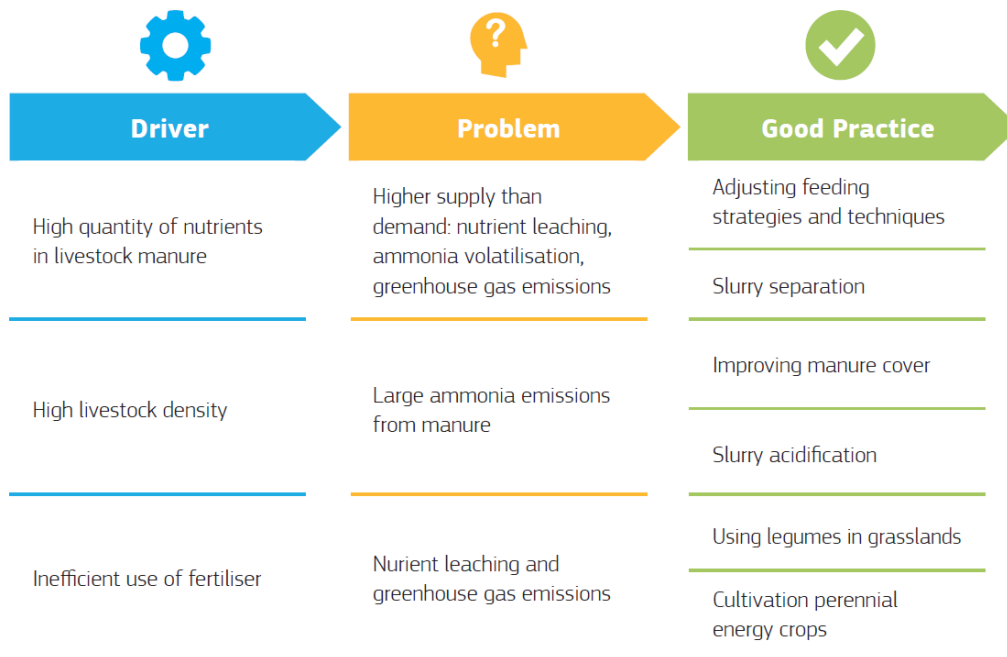 ?
Driver
Problem
Good Practice
High quantity of nutrients
in livestock manure
Higher supply than
demand: nutrient leaching,
ammonia volatilisation,
greenhouse gas emissions
Adjusting feeding
strategies and techniques
Slurry separation
High livestock density
Large ammonia emissions
from manure
Improving manure cover
Slurry acidification
Inefficient use of fertiliser
Nurient leaching and
greenhouse gas emissions
Using legumes in grasslands
Cultivation perennial
energy crops